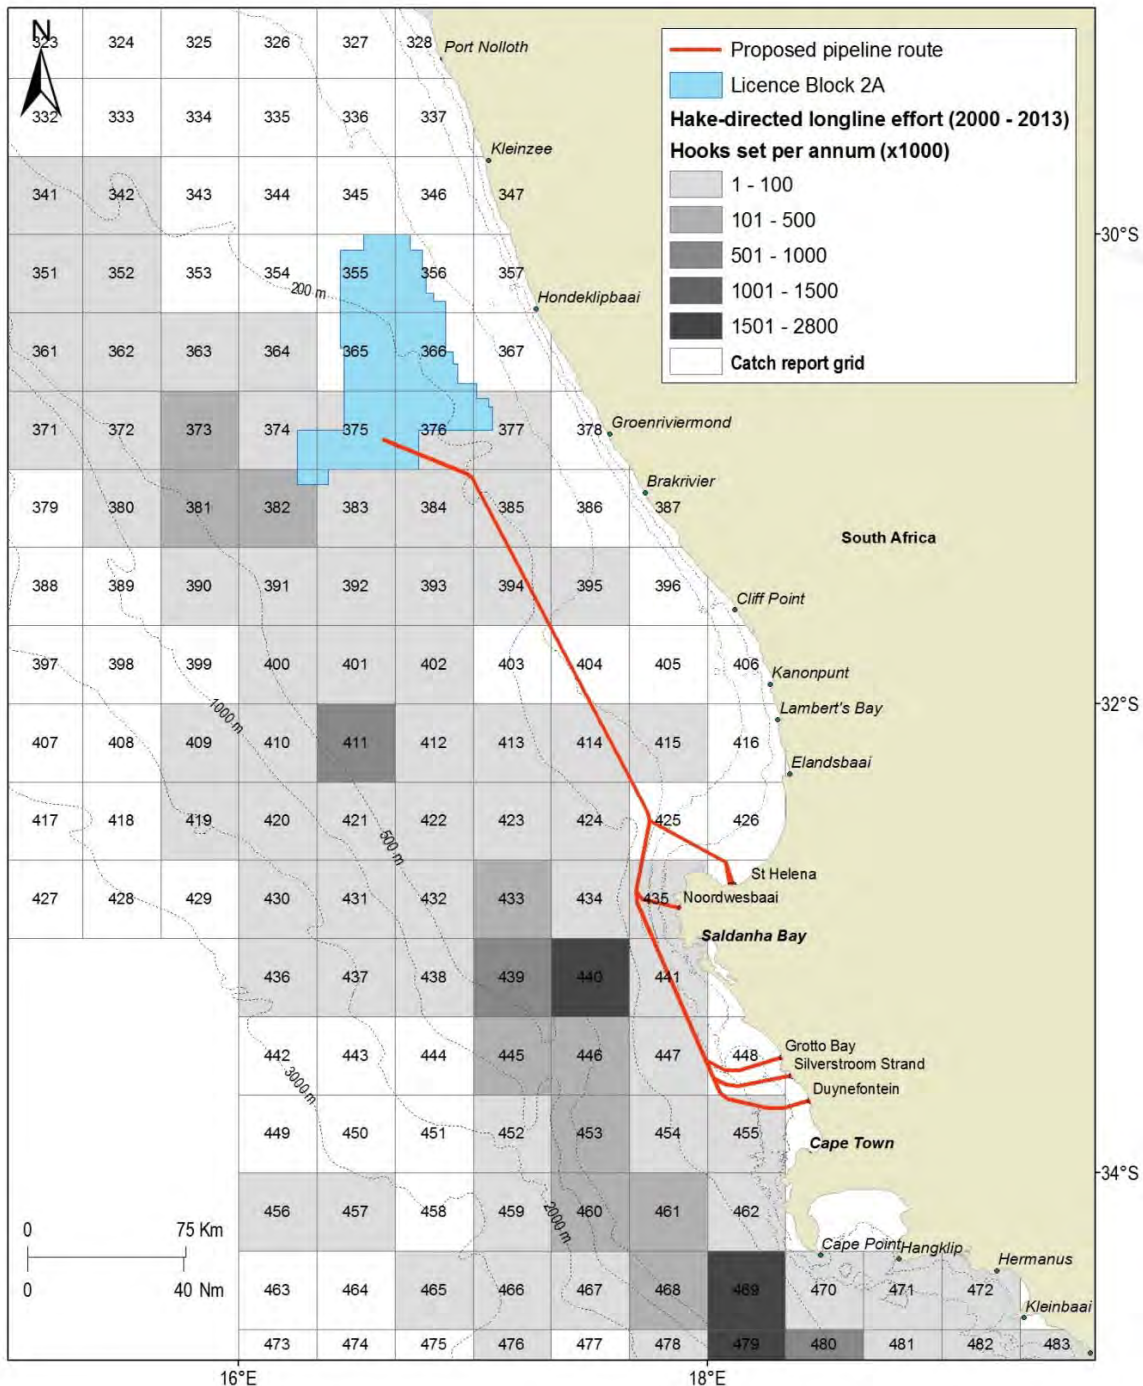 N
323 324 325 326 327 328 Port Nolloth
332 333 334 335 336 337
Kleinzee
341 342 343 344 345 346 347
351 352 353 354 355 356 357
200 m
Hondeklipbaai
361 362 363 364 365 366 367
371 372 373 374 375 376 377 378 Groenriviermond
Brakrivier
379 380 381 382 383 384 385 386 387
South Africa
388 389 390 391 392 393 394 395 396 Cliff Point
397 398 399 400 401 402 403 404 405 406 Kanonpunt
1000 m
Lambert's Bay
407 408 409 410 411 412 413 414 415 416
Elandsbaai
417 418 419 420 421 422 423 424 425 426
500 m
St Helena
427 428 429 430 431 432 433 434 435 Noordwesbaai
Saldanha Bay
436 437 438 439 440 441
442 443 444 445 446 447 448 Grotto Bay
Silverstroom Strand
3000 m
Duynefontein
449 450 451 452 453 454 455 Cape Town
456 457 458 459 460 461 462
2000 m
Cape Point Hangklip Hermanus
463 464 465 466 467 468 469 470 471 472
Kleinbaai
473 474 475 476 477 478 479 480 481 482 483
Proposed pipeline route
Licence Block 2A
Hake-directed longline effort (2000 - 2013)
Hooks set per annum (x1000)
1 - 100
101 - 500
501 - 1000
1001 - 1500
1501 - 2800
Catch report grid
30°S
32°S
34°S
0 75 Km
0 40 Nm
16°E 18°E